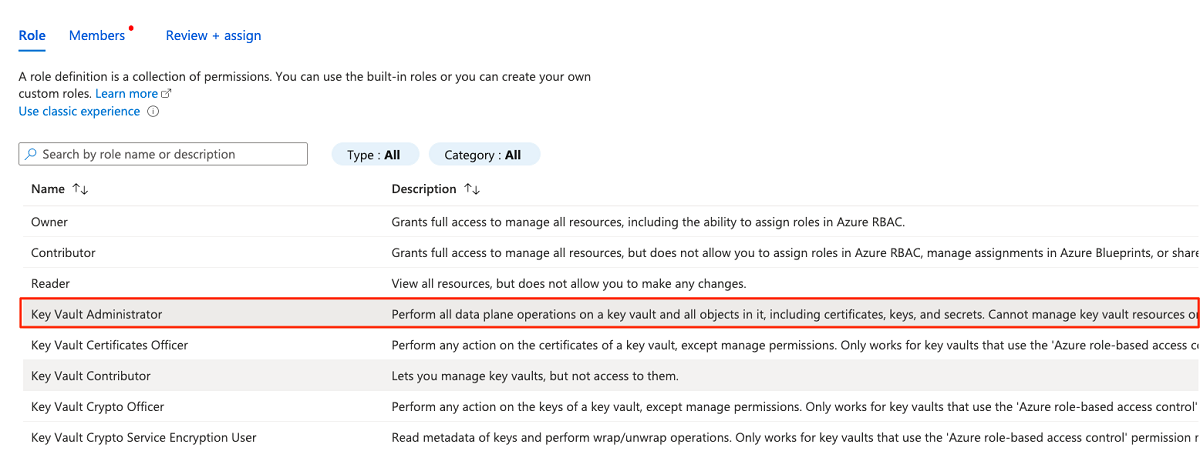 Role Members Review + assign
A role definition is a collection of permissions. You can use the built-in roles or you can create your own
custom roles. Learn more
Use classic experience
Search by role name or description Type : All Category : All
Name ↑↓ Description ↑↓
Owner Grants full access to manage all resources, including the ability to assign roles in Azure RBAC.
Contributor Grants full access to manage all resources, but does not allow you to assign roles in Azure RBAC, manage assignments in Azure Blueprints, or share
Reader View all resources, but does not allow you to make any changes.
Key Vault Administrator Perform all data plane operations on a key vault and all objects in it, including certificates, keys, and secrets. Cannot manage key vault resources or
Key Vault Certificates Officer Perform any action on the certificates of a key vault, except manage permissions. Only works for key vaults that use the 'Azure role-based access co
Key Vault Contributor Lets you manage key vaults, but not access to them.
Key Vault Crypto Officer Perform any action on the keys of a key vault, except manage permissions. Only works for key vaults that use the 'Azure role-based access control'
Key Vault Crypto Service Encryption User Read metadata of keys and perform wrap/unwrap operations. Only works for key vaults that use the 'Azure role-based access control' permission